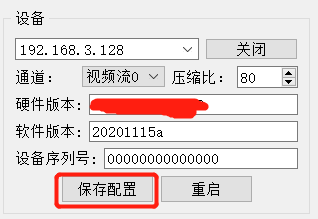 设备
192.168.3.128 关闭
通道: 视频流0 压缩比: 80
硬件版本:
软件版本: 20201115a
设备序列号: 00000000000000
保存配置 重启